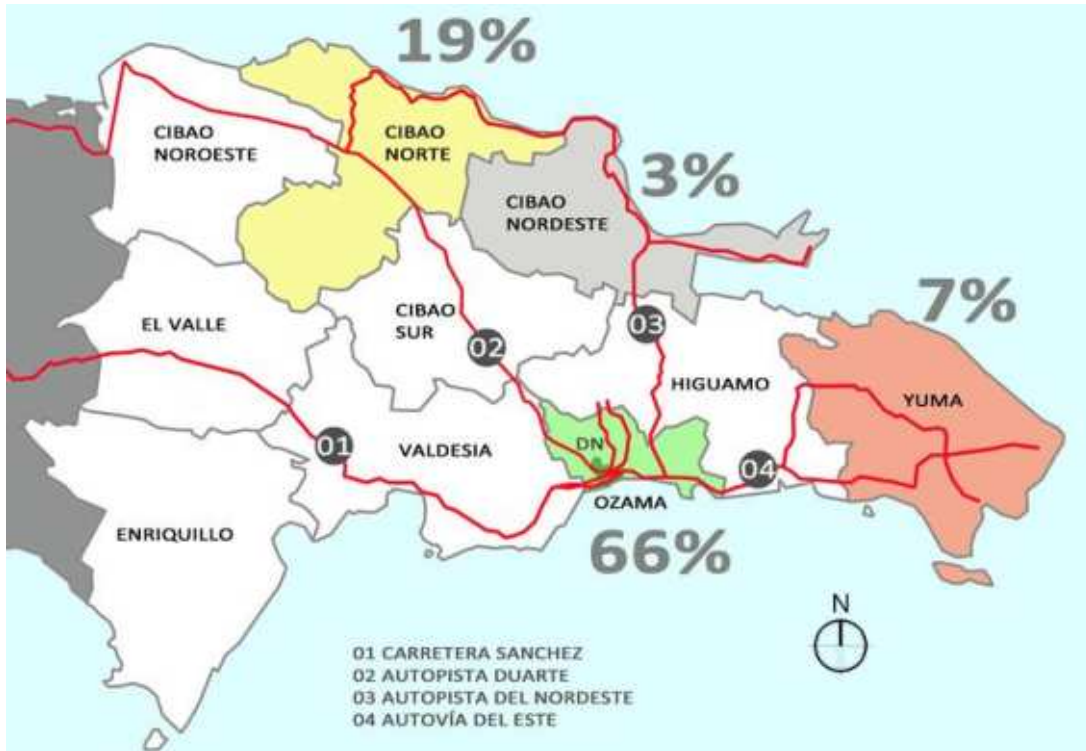 19%
CIBAO
NOROESTE
CIBAO
NORTE
3%
CIBAO
NORDESTE
7%
EL VALLE
CIBAO
SUR
02
03
HIGUAMO
YUMA
01
VALDESIA
DN
04
OZAMA
ENRIQUILLO
66%
N
01 CARRETERA SANCHEZ
02 AUTOPISTA DUARTE
03 AUTOPISTA DEL NORDESTE
04 AUTOVÍA DEL ESTE